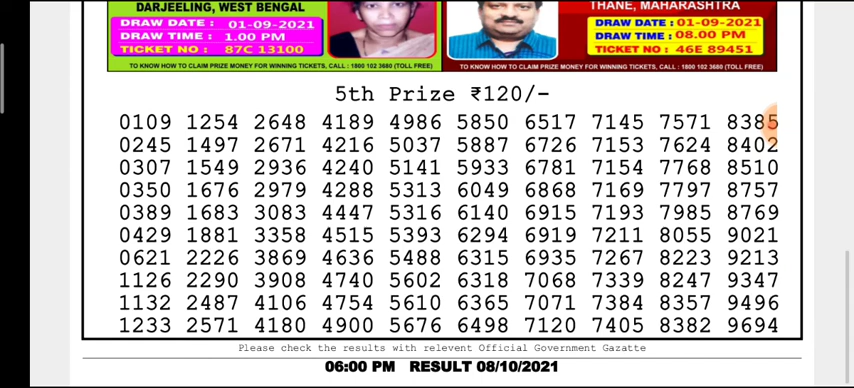 DARJEELING, WEST BENGAL
DRAW DATE : 01-09-2021
DRAW TIME : 1.00 PM
TICKET NO : 87C 13100
TO KNOW HOW TO CLAIM PRIZE MONEY FOR WINNING TICKETS, CALL : 1800 102 3680 (TOLL FREE)
THANE, MAHARASHTRA
DRAW DATE : 01-09-2021
DRAW TIME : 08.00 PM
TICKET NO : 46E 89451
TO KNOW HOW TO CLAIM PRIZE MONEY FOR WINNING TICKETS, CALL : 1800 102 3680 (TOLL FREE)
5th Prize ₹120/-
0109 1254 2648 4189 4986 5850 6517 7145 7571 8385
0245 1497 2671 4216 5037 5887 6726 7153 7624 8402
0307 1549 2936 4240 5141 5933 6781 7154 7768 8510
0350 1676 2979 4288 5313 6049 6868 7169 7797 8757
0389 1683 3083 4447 5316 6140 6915 7193 7985 8769
0429 1881 3358 4515 5393 6294 6919 7211 8055 9021
0621 2226 3869 4636 5488 6315 6935 7267 8223 9213
1126 2290 3908 4740 5602 6318 7068 7339 8247 9347
1132 2487 4106 4754 5610 6365 7071 7384 8357 9496
1233 2571 4180 4900 5676 6498 7120 7405 8382 9694
Please check the results with relevent Official Government Gazatte
06:00 PM RESULT 08/10/2021